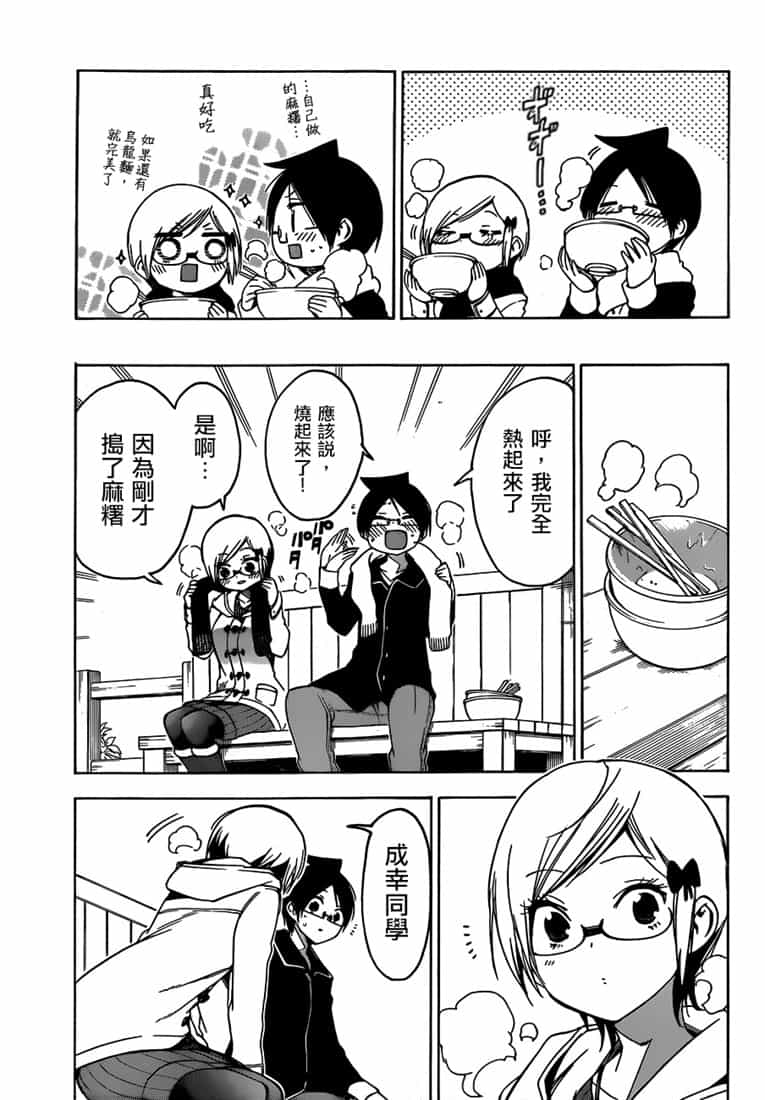 ギギー…
…自己做
的麻糬…
真好吃
如果還有
烏龍麵，
就完美了
呼，我完全
熱起來了
應該說，
燒起來了！
是啊…
因為剛才
搗了麻糬
パタ
パタ
成幸同學